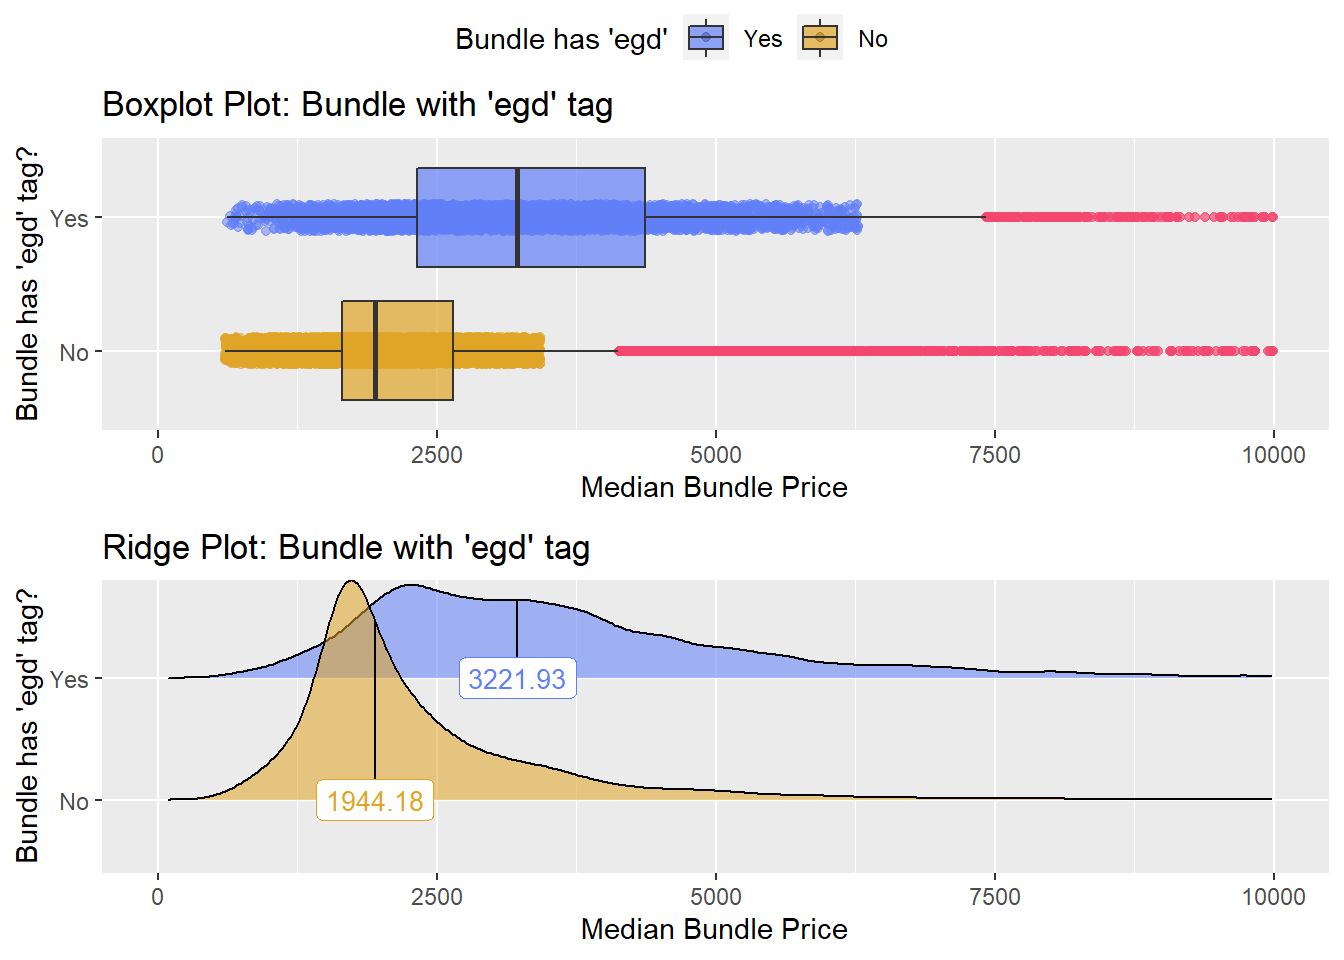 Bundle has 'egd' Yes No
Boxplot Plot: Bundle with 'egd' tag
Bundle has 'egd' tag?
Yes
No
0 2500 5000 7500 10000
Median Bundle Price
Ridge Plot: Bundle with 'egd' tag
Bundle has 'egd' tag?
Yes
3221.93
No
1944.18
0 2500 5000 7500 10000
Median Bundle Price